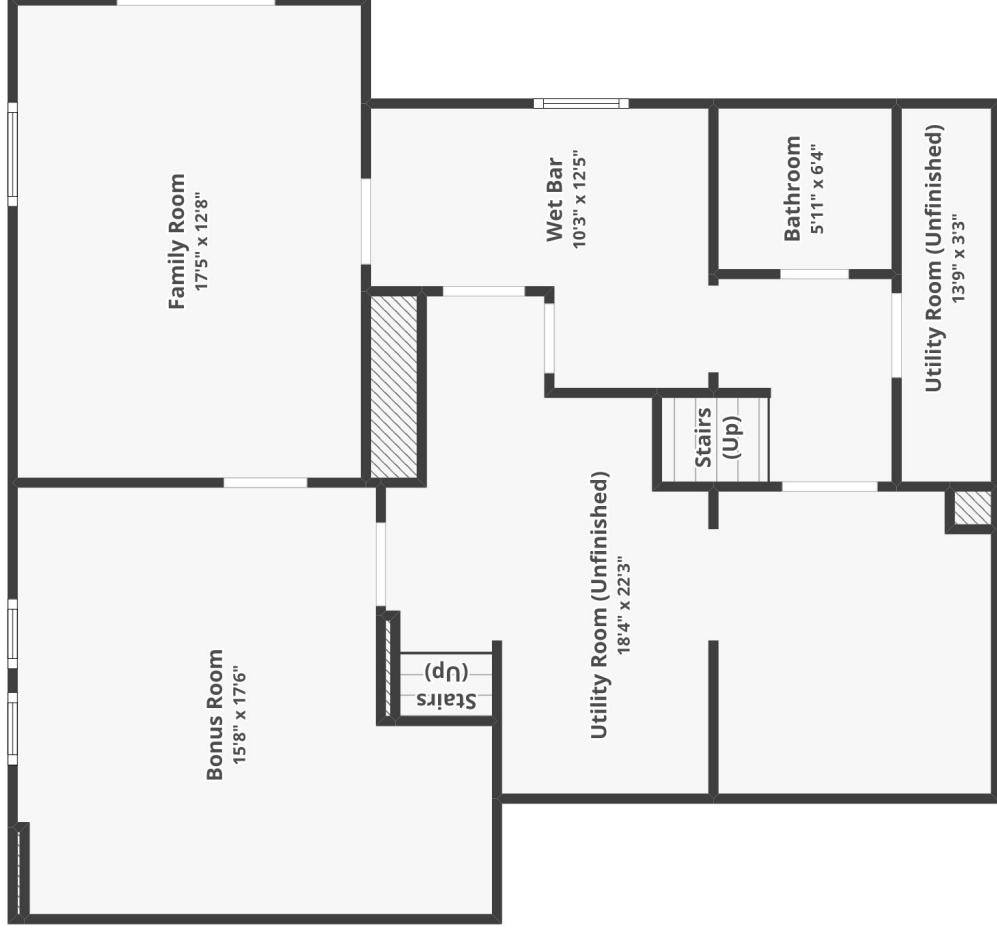 Family Room
17'5" x 12'8"
Wet Bar
10'3" x 12'5"
Bathroom
5'11" x 6'4"
Utility Room (Unfinished)
13'9" x 3'3"
Stairs
(Up)
Utility Room (Unfinished)
18'4" x 22'3"
Stairs
(Up)
Bonus Room
15'8" x 17'6"